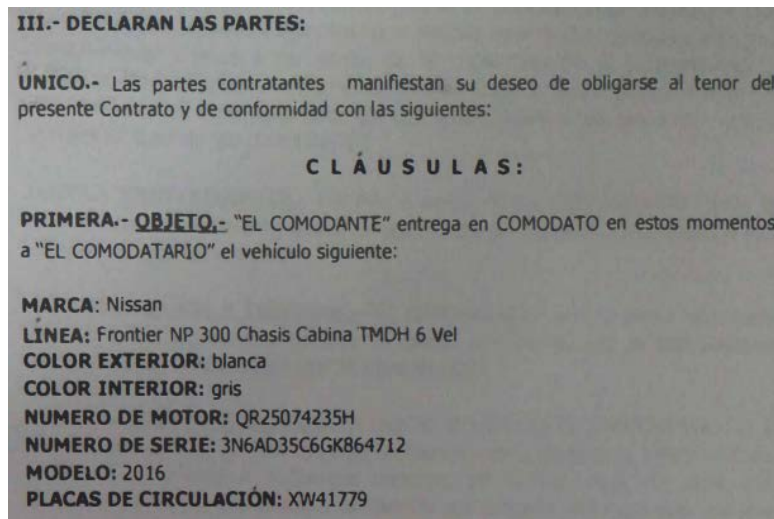 III.- DECLARAN LAS PARTES:
ÚNICO.- Las partes contratantes manifiestan su deseo de obligarse al tenor del
presente Contrato y de conformidad con las siguientes:
C L Á U S U L A S:
PRIMERA.- OBJETO.- "EL COMODANTE" entrega en COMODATO en estos momentos
a "EL COMODATARIO" el vehículo siguiente:
MARCA: Nissan
LÍNEA: Frontier NP 300 Chasis Cabina TMDH 6 Vel
COLOR EXTERIOR: blanca
COLOR INTERIOR: gris
NUMERO DE MOTOR: QR25074235H
NUMERO DE SERIE: 3N6AD35C6GK864712
MODELO: 2016
PLACAS DE CIRCULACIÓN: XW41779